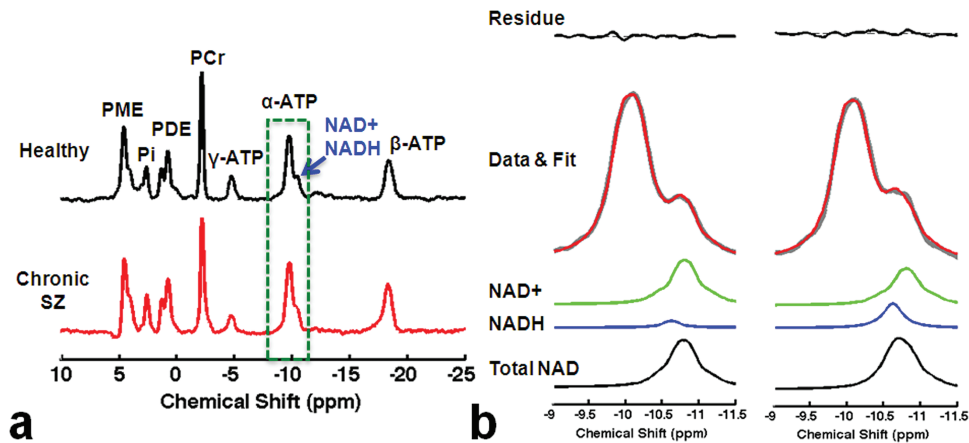 PCr
α-ATP
PME
NAD+
PDE
NADH
Healthy
Pi
γ-ATP
β-ATP
Chronic
SZ
10 5 0 -5 -10 -15 -20 -25
Chemical Shift (ppm)
a
Residue
Data & Fit
NAD+
NADH
Total NAD
-9 -9.5 -10 -10.5 -11 -11.5
Chemical Shift (ppm)
-9 -9.5 -10 -10.5 -11 -11.5
Chemical Shift (ppm)
b